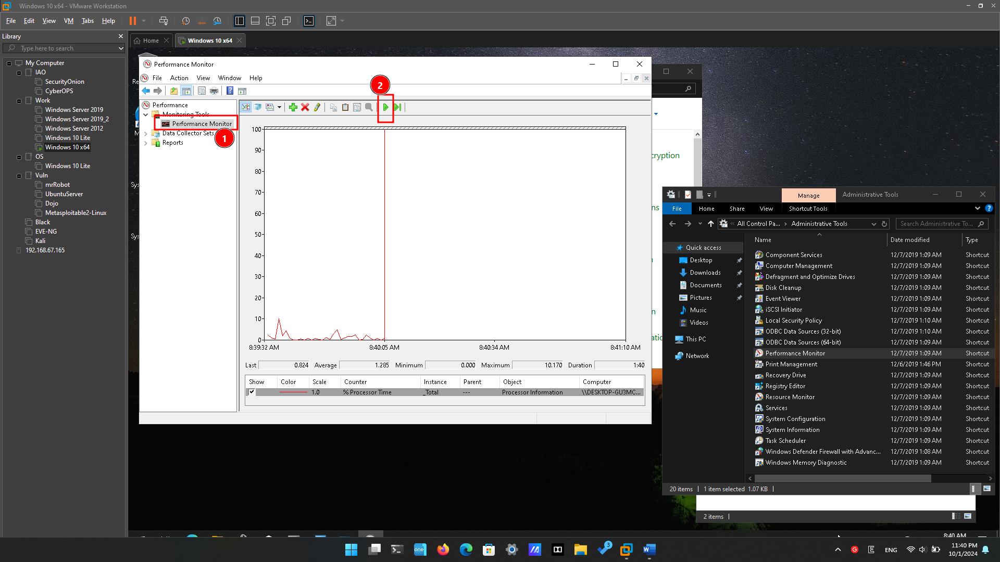 Windows 10 x64 - VMware Workstation
File Edit View VM Tabs Help
Library
Type here to search
My Computer
IAO
SecurityOnion
CyberOPS
Work
Windows Server 2019
Windows Server 2019_2
Windows Server 2012
Windows 10 Lite
Windows 10 x64
OS
Windows 10 Lite
Vuln
mrRobot
UbuntuServer
Dojo
Metasploitable2-Linux
Black
EVE-NG
Kali
192.168.67.165
Home
Windows 10 x64
Re
M
Sys
Sys
Performance Monitor
File Action View Window Help
2
Performance
Monitoring Tools
Performance Monitor
Data Collector Sets
1
Reports
100
90
80
70
60
50
40
30
20
10
0
8:39:32 AM 8:40:05 AM 8:40:34 AM 8:41:10 AM
Last 0.824 Average 1.285 Minimum 0.000 Maximum 10.170 Duration 1:40
Show Color Scale Counter Instance Parent Object Computer
1.0 % Processor Time _Total --- Processor Information \\DESKTOP-GU3MC...
cryption
ns
n
n
atio
Manage Administrative Tools
File Home Share View Shortcut Tools
All Control Pa... Administrative Tools
Search Administrative To...
Quick access
Desktop
Downloads
Documents
Pictures
Music
Videos
This PC
Network
Name Date modified Type
Component Services 12/7/2019 1:09 AM Shortcut
Computer Management 12/7/2019 1:09 AM Shortcut
Defragment and Optimize Drives 12/7/2019 1:09 AM Shortcut
Disk Cleanup 12/7/2019 1:09 AM Shortcut
Event Viewer 12/7/2019 1:09 AM Shortcut
iSCSI Initiator 12/7/2019 1:09 AM Shortcut
Local Security Policy 12/7/2019 1:10 AM Shortcut
ODBC Data Sources (32-bit) 12/7/2019 1:10 AM Shortcut
ODBC Data Sources (64-bit) 12/7/2019 1:09 AM Shortcut
Performance Monitor 12/7/2019 1:09 AM Shortcut
Print Management 12/6/2019 1:46 PM Shortcut
Recovery Drive 12/7/2019 1:09 AM Shortcut
Registry Editor 12/7/2019 1:09 AM Shortcut
Resource Monitor 12/7/2019 1:09 AM Shortcut
Services 12/7/2019 1:09 AM Shortcut
System Configuration 12/7/2019 1:09 AM Shortcut
System Information 12/7/2019 1:09 AM Shortcut
Task Scheduler 12/7/2019 1:09 AM Shortcut
Windows Defender Firewall with Advanc... 12/7/2019 1:08 AM Shortcut
Windows Memory Diagnostic 12/7/2019 1:09 AM Shortcut
20 items 1 item selected 1.07 KB
2 items
8:40 AM
one
3
ENG
11:40 PM
10/1/2024